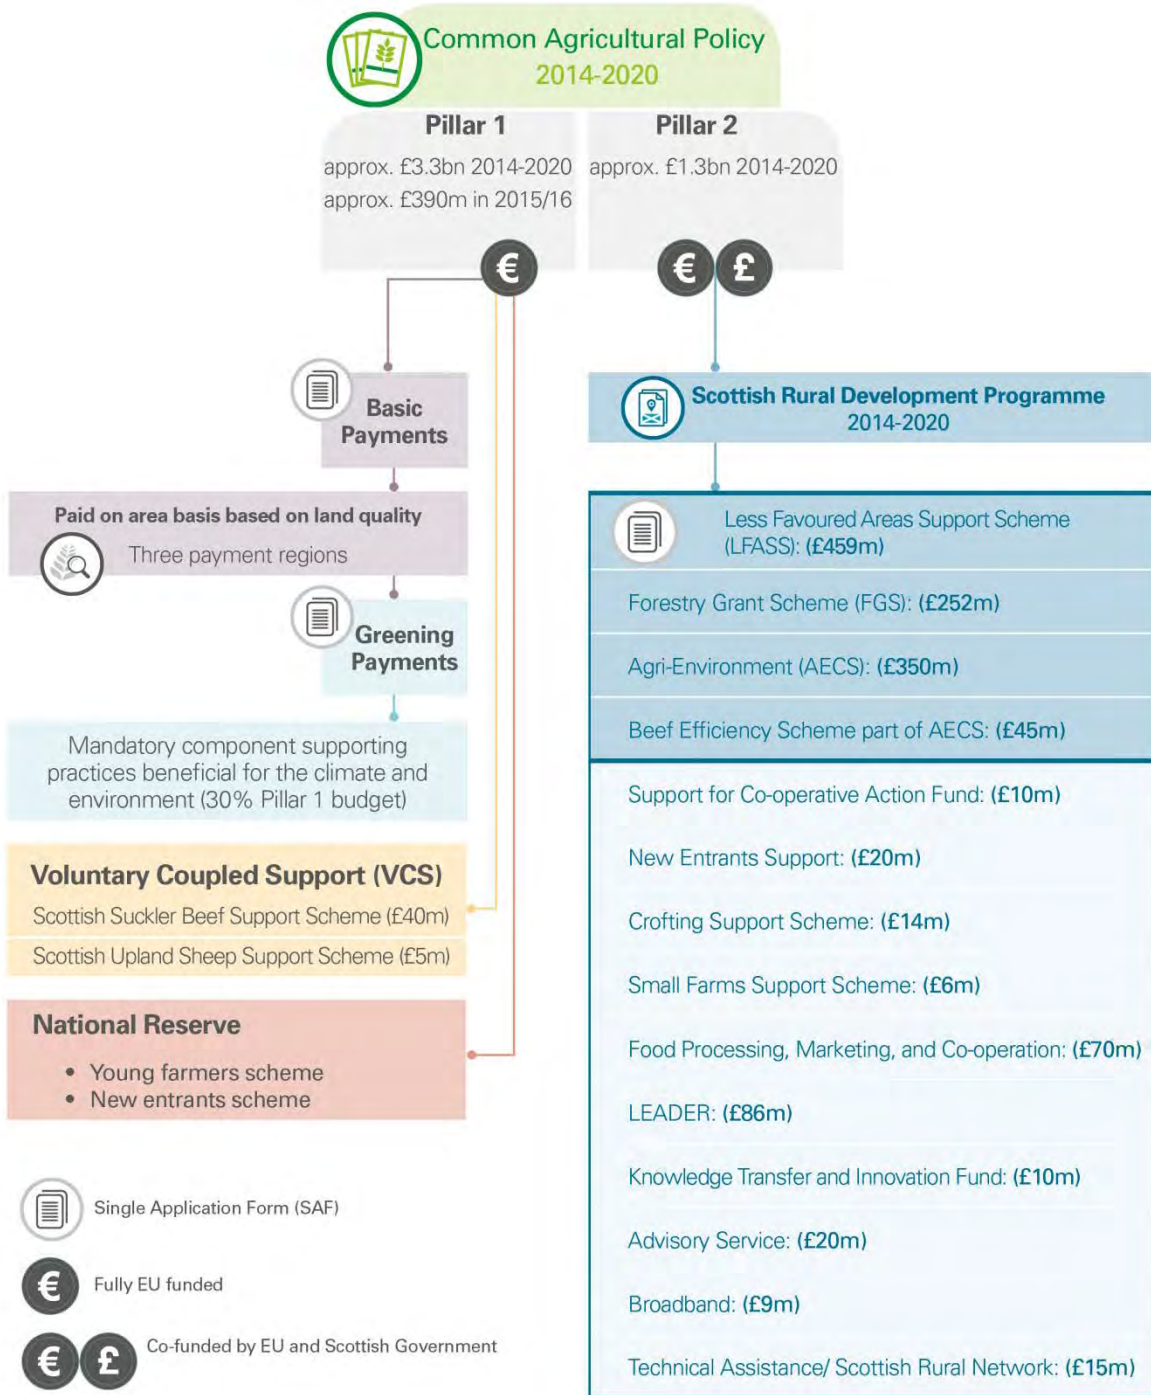 Common Agricultural Policy
2014-2020
Pillar 1
approx. £3.3bn 2014-2020
approx. £390m in 2015/16
€
Pillar 2
approx. £1.3bn 2014-2020
€ £
Basic
Payments
Paid on area basis based on land quality
Three payment regions
Greening
Payments
Mandatory component supporting
practices beneficial for the climate and
environment (30% Pillar 1 budget)
Voluntary Coupled Support (VCS)
Scottish Suckler Beef Support Scheme (£40m)
Scottish Upland Sheep Support Scheme (£5m)
National Reserve
• Young farmers scheme
• New entrants scheme
Single Application Form (SAF)
€ Fully EU funded
€ £ Co-funded by EU and Scottish Government
Scottish Rural Development Programme
2014-2020
Less Favoured Areas Support Scheme
(LFASS): (£459m)
Forestry Grant Scheme (FGS): (£252m)
Agri-Environment (AECS): (£350m)
Beef Efficiency Scheme part of AECS: (£45m)
Support for Co-operative Action Fund: (£10m)
New Entrants Support: (£20m)
Crofting Support Scheme: (£14m)
Small Farms Support Scheme: (£6m)
Food Processing, Marketing, and Co-operation: (£70m)
LEADER: (£86m)
Knowledge Transfer and Innovation Fund: (£10m)
Advisory Service: (£20m)
Broadband: (£9m)
Technical Assistance/ Scottish Rural Network: (£15m)